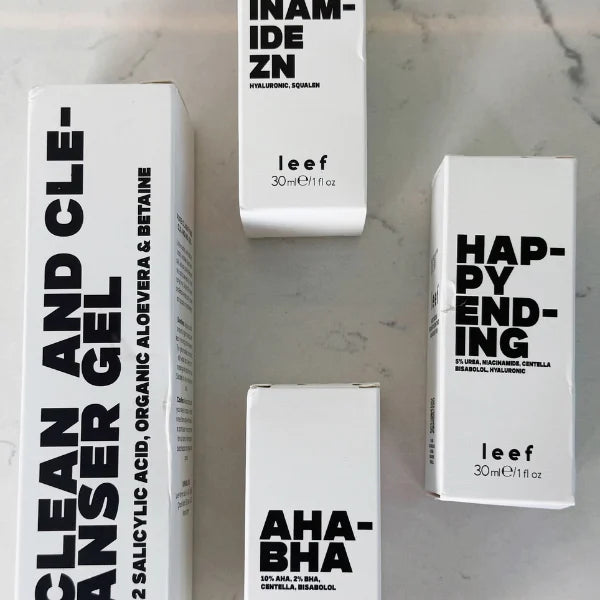 INAM-
IDE
ZN
HYALURONIC, SQUALEN
leef
30ml℮/1 fl oz
CLEAN AND CLE-
ANSER GEL
2 SALICYLIC ACID, ORGANIC ALOEVERA & BETAINE
HAP-
PY
END-
ING
5% UREA, NIACINAMIDE, CENTELLA
BISABOLOL, HYALURONIC
leef
30ml℮/1 fl oz
leef
AHA-
BHA
10% AHA, 2% BHA,
CENTELLA, BISABOLOL